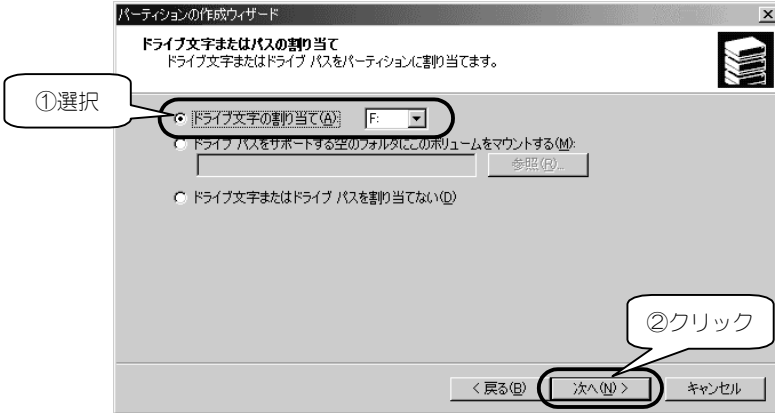 パーティションの作成ウィザード
ドライブ文字またはパスの割り当て
ドライブ文字またはドライブ パスをパーティションに割り当てます。
①選択
ドライブ文字の割り当て(A): F:
ドライブ パスをサポートする空のフォルダにこのボリュームをマウントする(M):
参照(R)...
ドライブ文字またはドライブ パスを割り当てない(D)
②クリック
< 戻る(B) 次へ(N) > キャンセル